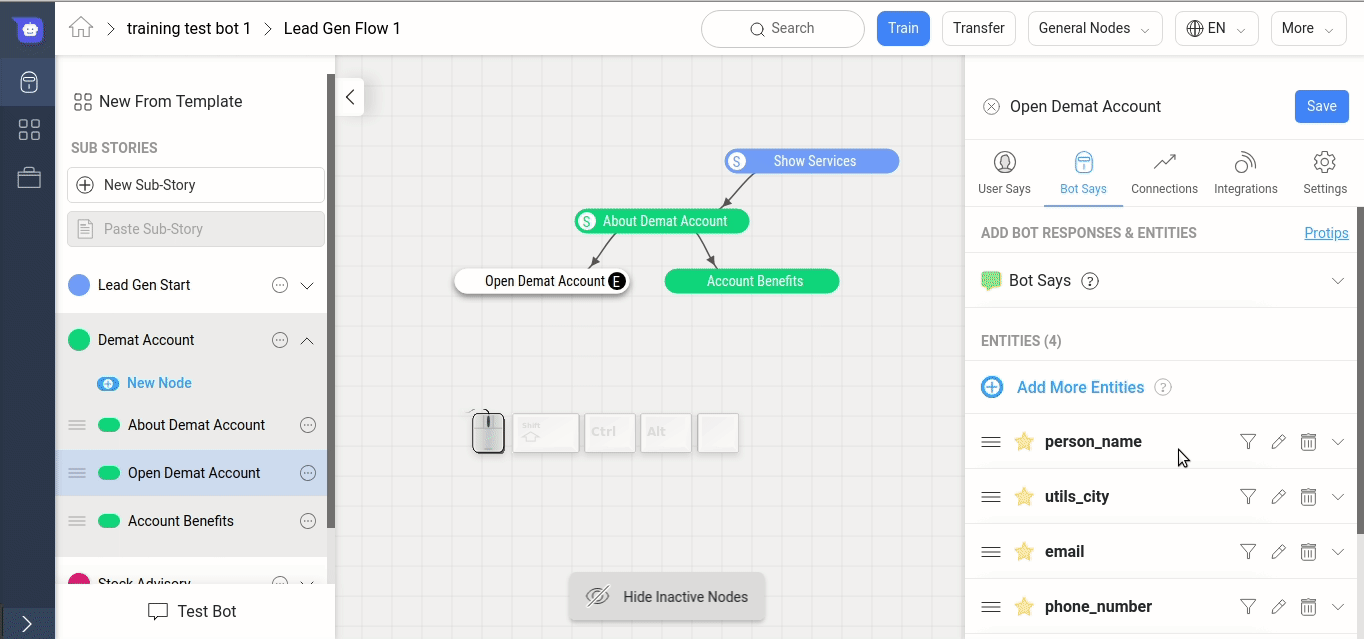 training test bot 1
Lead Gen Flow 1
Search
Train
Transfer
General Nodes
EN
More
New From Template
SUB STORIES
New Sub-Story
Paste Sub-Story
Lead Gen Start
Demat Account
New Node
About Demat Account
Open Demat Account
Account Benefits
Stock Advisory
Test Bot
S Show Services
S About Demat Account
Open Demat Account E
Account Benefits
Shift
Ctrl
Alt
Hide Inactive Nodes
Open Demat Account
Save
User Says
Bot Says
Connections
Integrations
Settings
ADD BOT RESPONSES & ENTITIES
Protips
Bot Says ?
ENTITIES (4)
Add More Entities ?
person_name
utils_city
email
phone_number